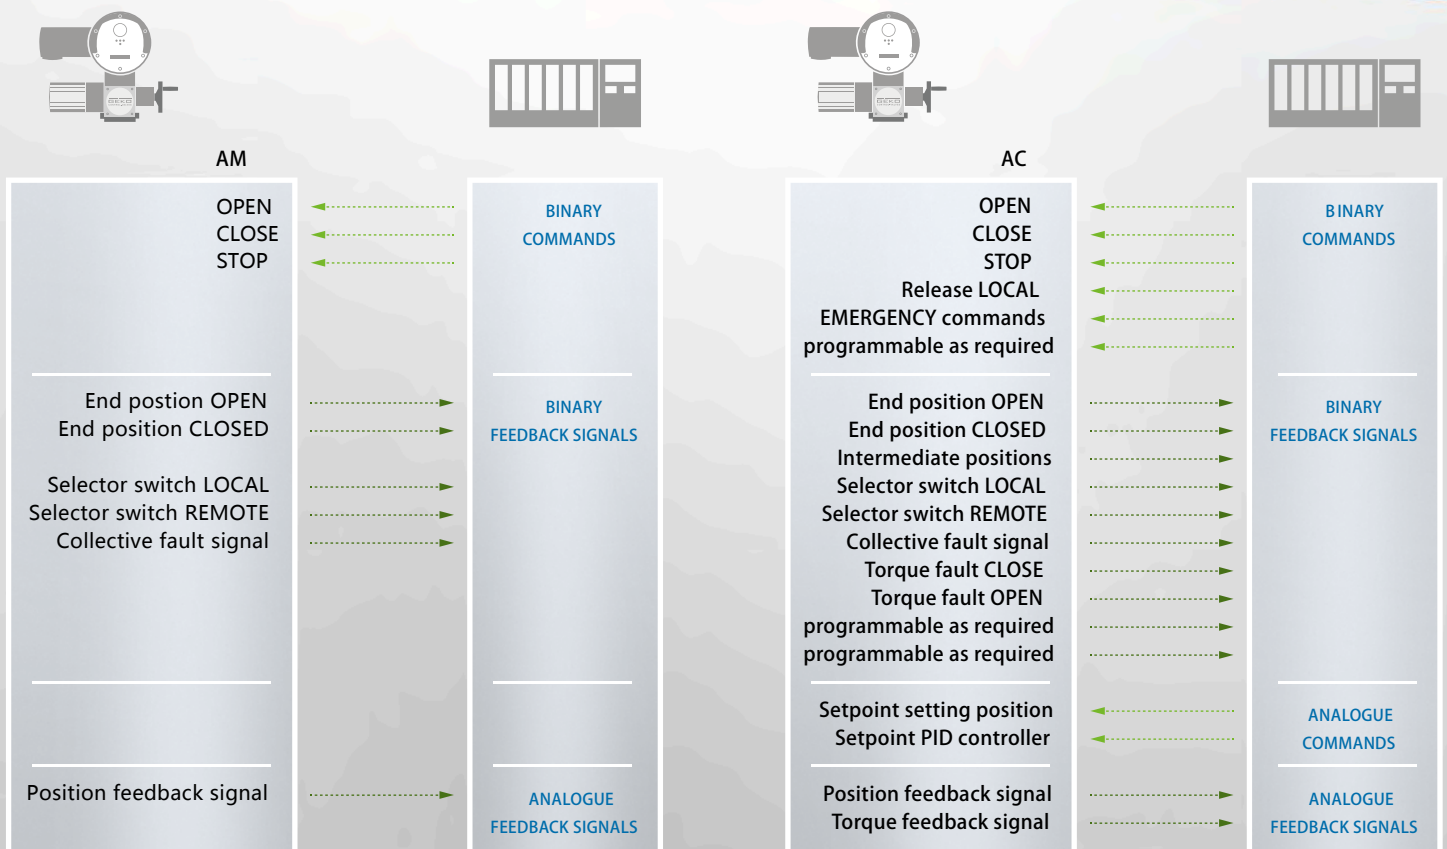 AM
OPEN
CLOSE
STOP
BINARY
COMMANDS
End postion OPEN
End position CLOSED
Selector switch LOCAL
Selector switch REMOTE
Collective fault signal
BINARY
FEEDBACK SIGNALS
Position feedback signal
ANALOGUE
FEEDBACK SIGNALS
AC
OPEN
CLOSE
STOP
Release LOCAL
EMERGENCY commands
programmable as required
BINARY
COMMANDS
End position OPEN
End position CLOSED
Intermediate positions
Selector switch LOCAL
Selector switch REMOTE
Collective fault signal
Torque fault CLOSE
Torque fault OPEN
programmable as required
programmable as required
BINARY
FEEDBACK SIGNALS
Setpoint setting position
Setpoint PID controller
ANALOGUE
COMMANDS
Position feedback signal
Torque feedback signal
ANALOGUE
FEEDBACK SIGNALS